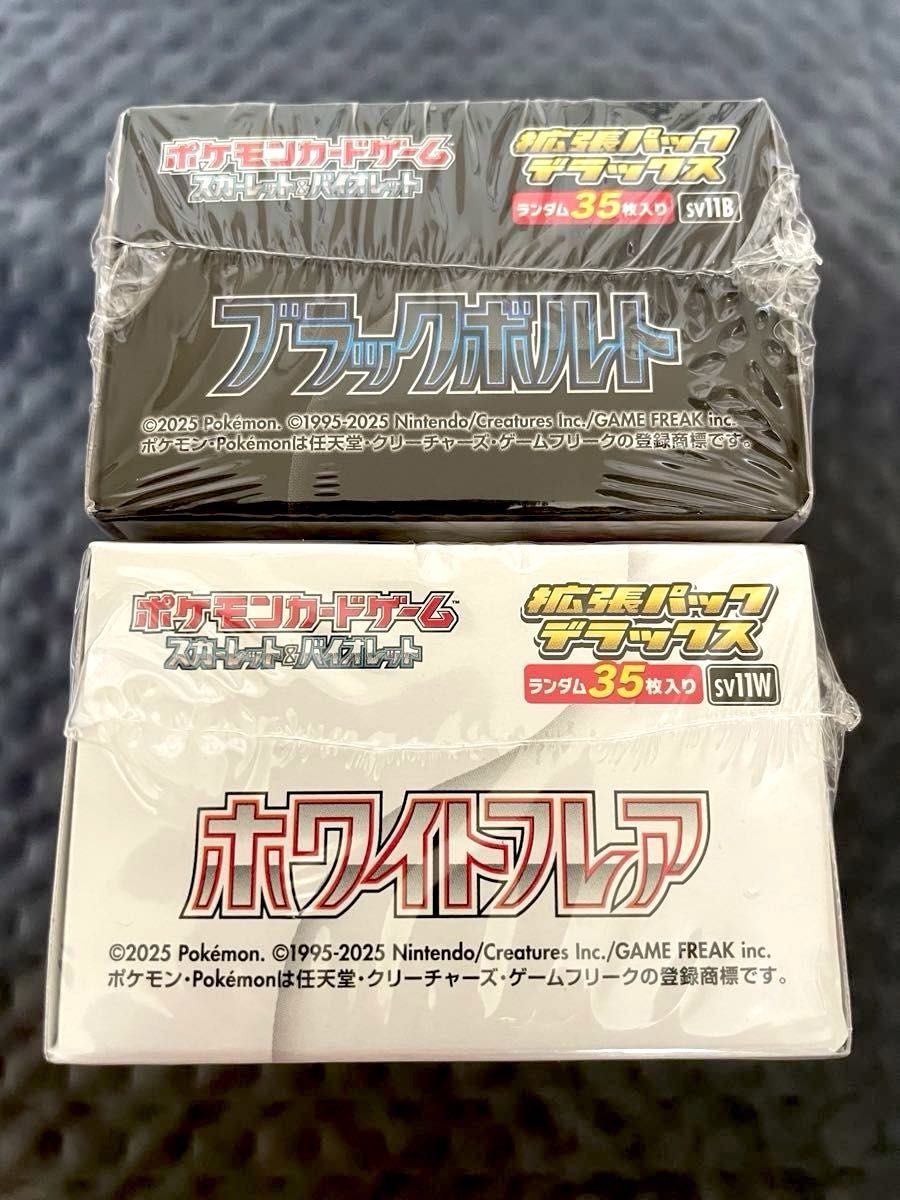 ポケモンカードゲーム
スカーレット&バイオレット
拡張パック
デラックス
ランダム35枚入り sv11B
ブラックボルト
©2025 Pokémon. ©1995-2025 Nintendo/Creatures Inc./GAME FREAK inc.
ポケモン・Pokémonは任天堂・クリーチャーズ・ゲームフリークの登録商標です。
ポケモンカードゲーム™
スカーレット&バイオレット
拡張パック
デラックス
ランダム35枚入り sv11W
ホワイトフレア
©2025 Pokémon. ©1995-2025 Nintendo/Creatures Inc./GAME FREAK inc.
ポケモン・Pokémonは任天堂・クリーチャーズ・ゲームフリークの登録商標です。